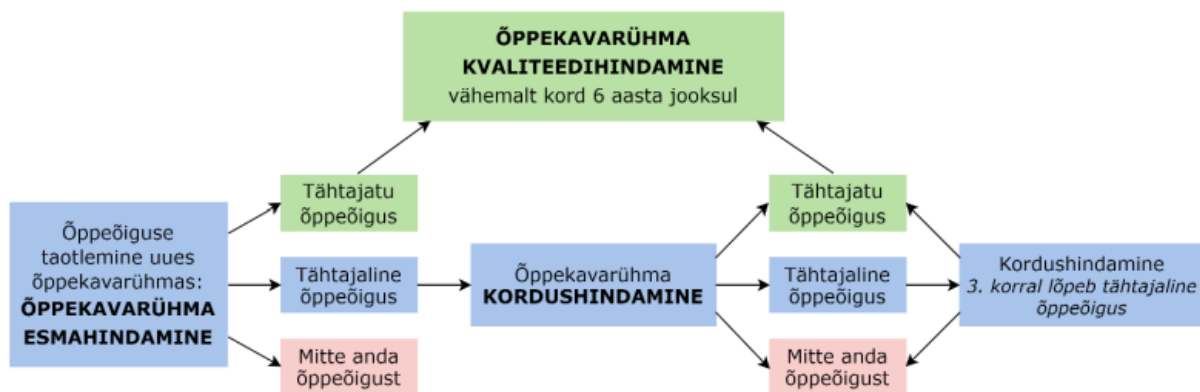 ÕPPEKAVARÜHMA
KVALITEEDIHINDAMINE
vähemalt kord 6 aasta jooksul
Õppeõiguse
taotlemine uues
õppekavarühmas:
ÕPPEKAVARÜHMA
ESMAHINDAMINE
Tähtajatu
õppeõigus
Tähtajaline
õppeõigus
Mitte anda
õppeõigust
Õppekavarühma
KORDUSHINDAMINE
Tähtajatu
õppeõigus
Tähtajaline
õppeõigus
Mitte anda
õppeõigust
Kordushindamine
3. korral lõpeb tähtajaline
õppeõigus